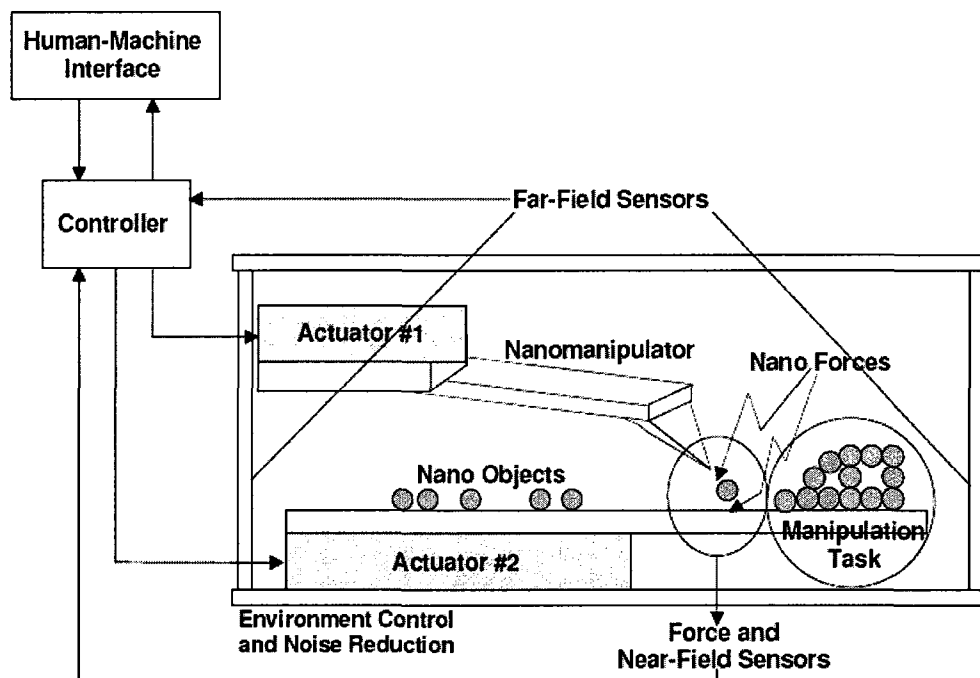 Human-Machine
Interface
Controller
Far-Field Sensors
Actuator #1
Nanomanipulator
Nano Forces
Nano Objects
Manipulation
Task
Actuator #2
Environment Control
and Noise Reduction
Force and
Near-Field Sensors